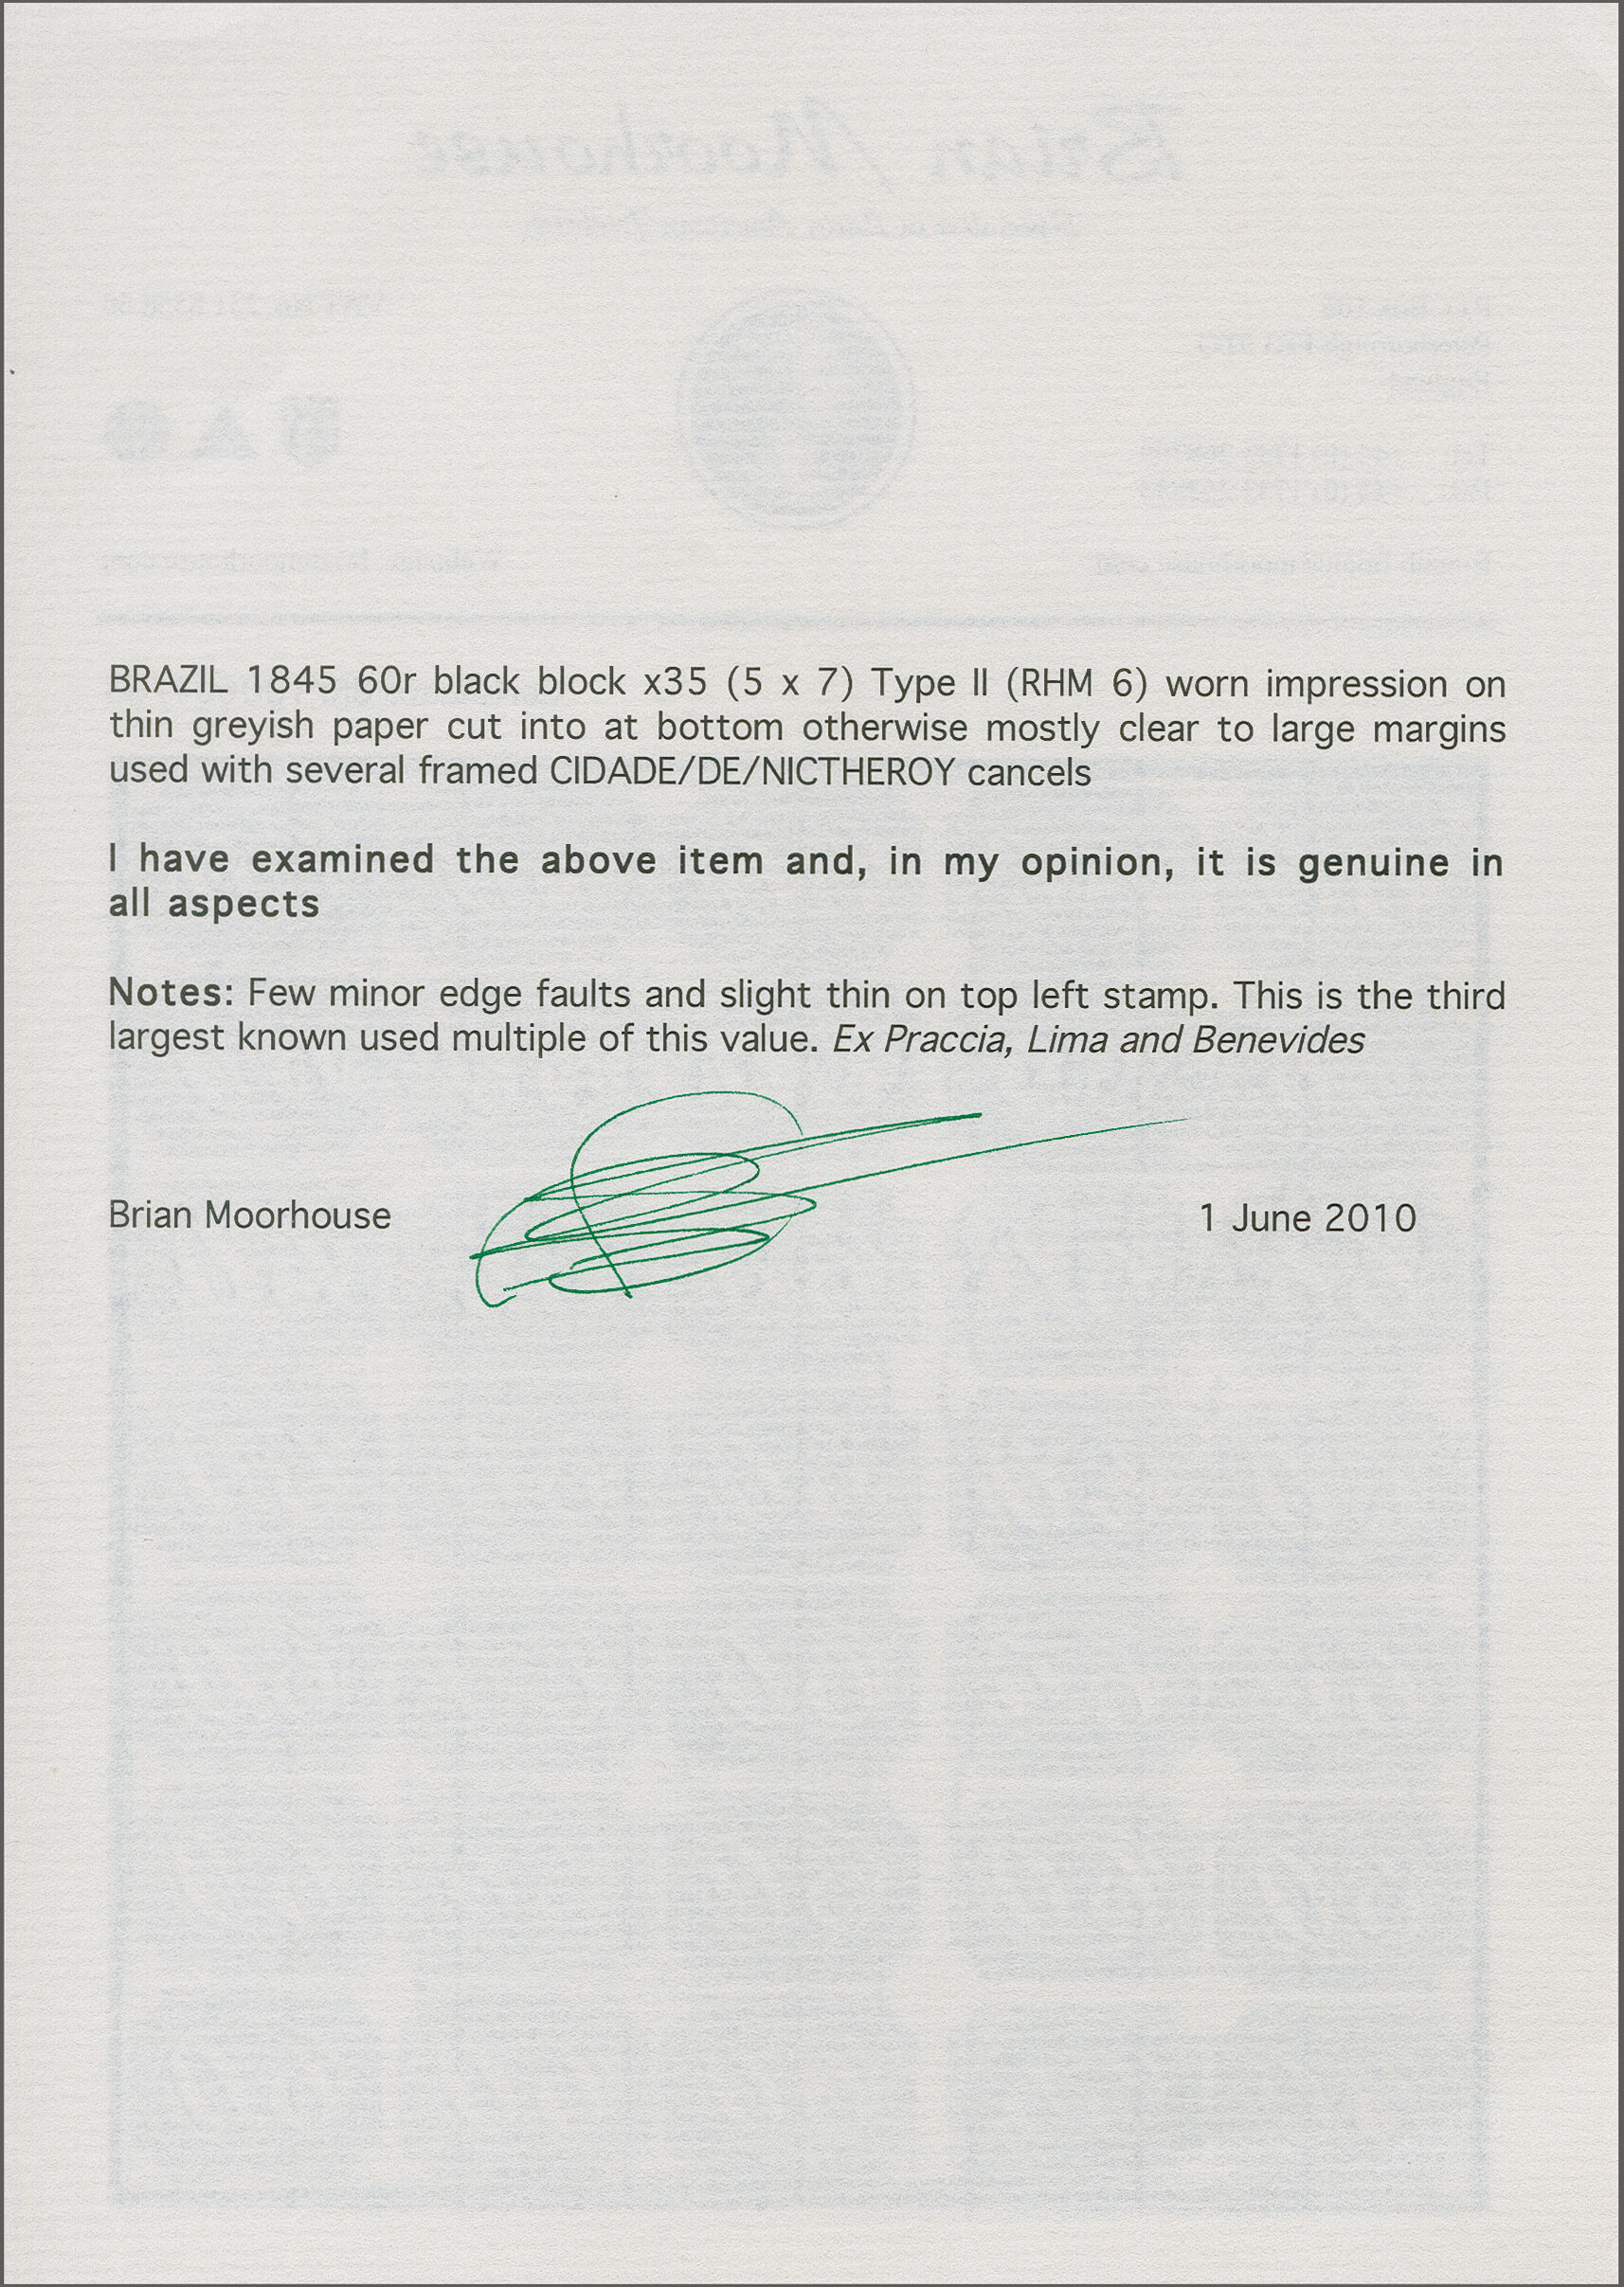 BRAZIL 1845 60r black block x35 (5 x 7) Type II (RHM 6) worn impression on
thin greyish paper cut into at bottom otherwise mostly clear to large margins
used with several framed CIDADE/DE/NICTHEROY cancels
I have examined the above item and, in my opinion, it is genuine in
all aspects
Notes: Few minor edge faults and slight thin on top left stamp. This is the third
largest known used multiple of this value. Ex Praccia, Lima and Benevides
Brian Moorhouse
1 June 2010
Brian Moorhouse